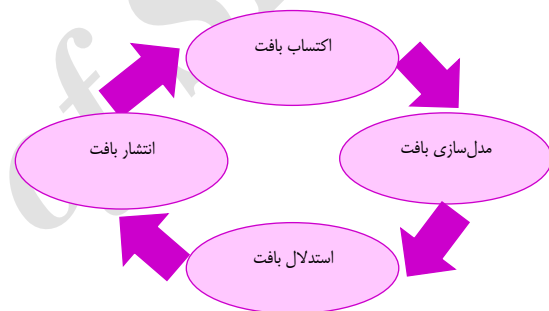 اکتساب بافت
مدل‌سازی بافت
استدلال بافت
انتشار بافت